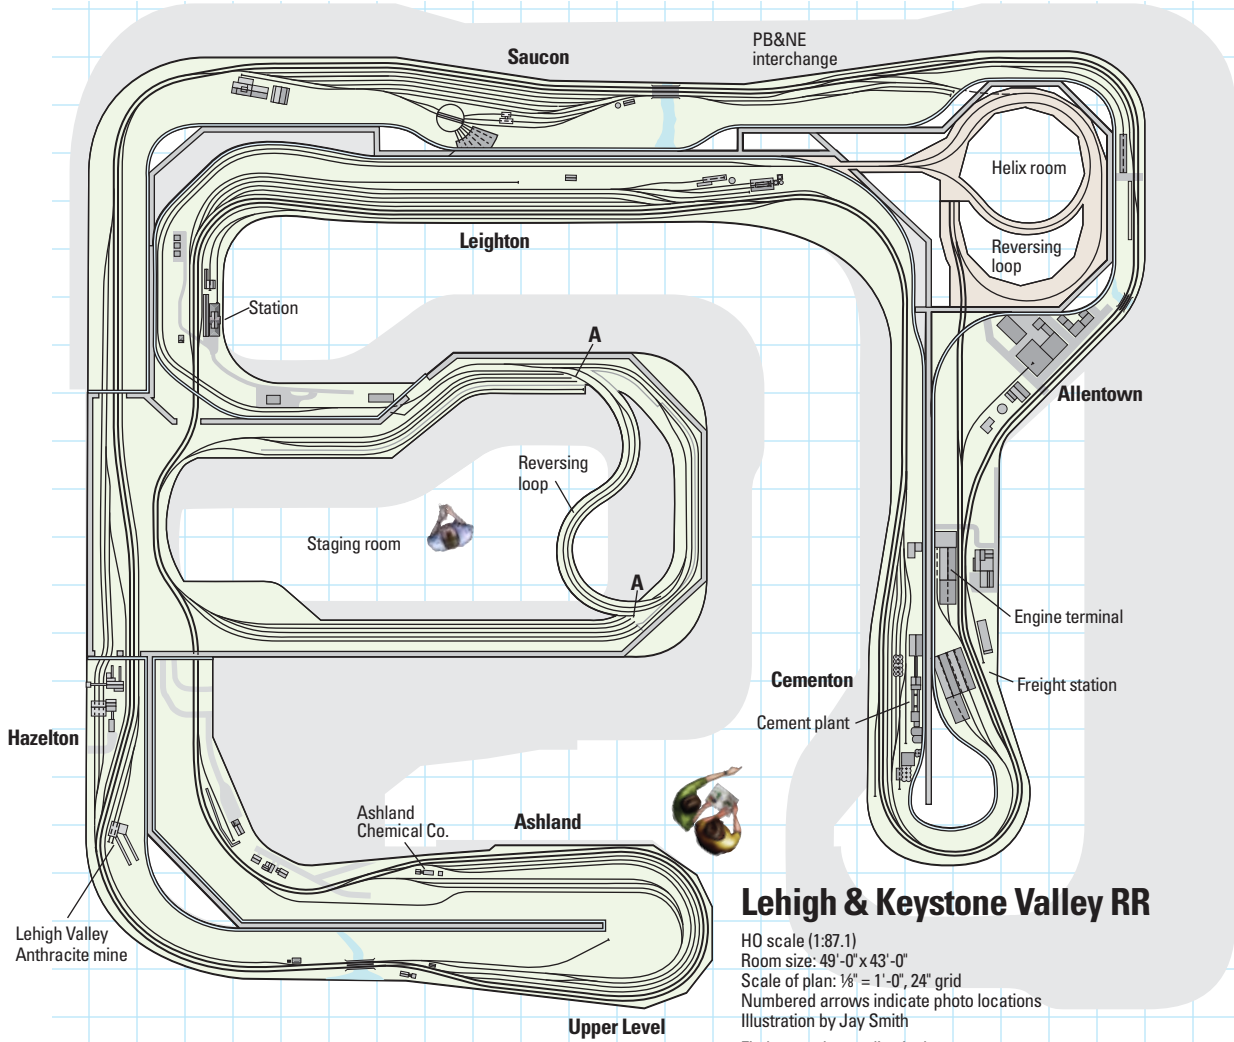 Saucon
PB&NE
interchange
Helix room
Reversing
loop
Leighton
Station
A
Allentown
Reversing
loop
Staging room
A
Engine terminal
Cementon
Freight station
Cement plant
Hazelton
Ashland
Chemical Co.
Ashland
Lehigh Valley
Anthracite mine
Lehigh & Keystone Valley RR
HO scale (1:87.1)
Room size: 49'-0" x 43'-0"
Scale of plan: ⅛" = 1'-0", 24" grid
Numbered arrows indicate photo locations
Illustration by Jay Smith
Upper Level